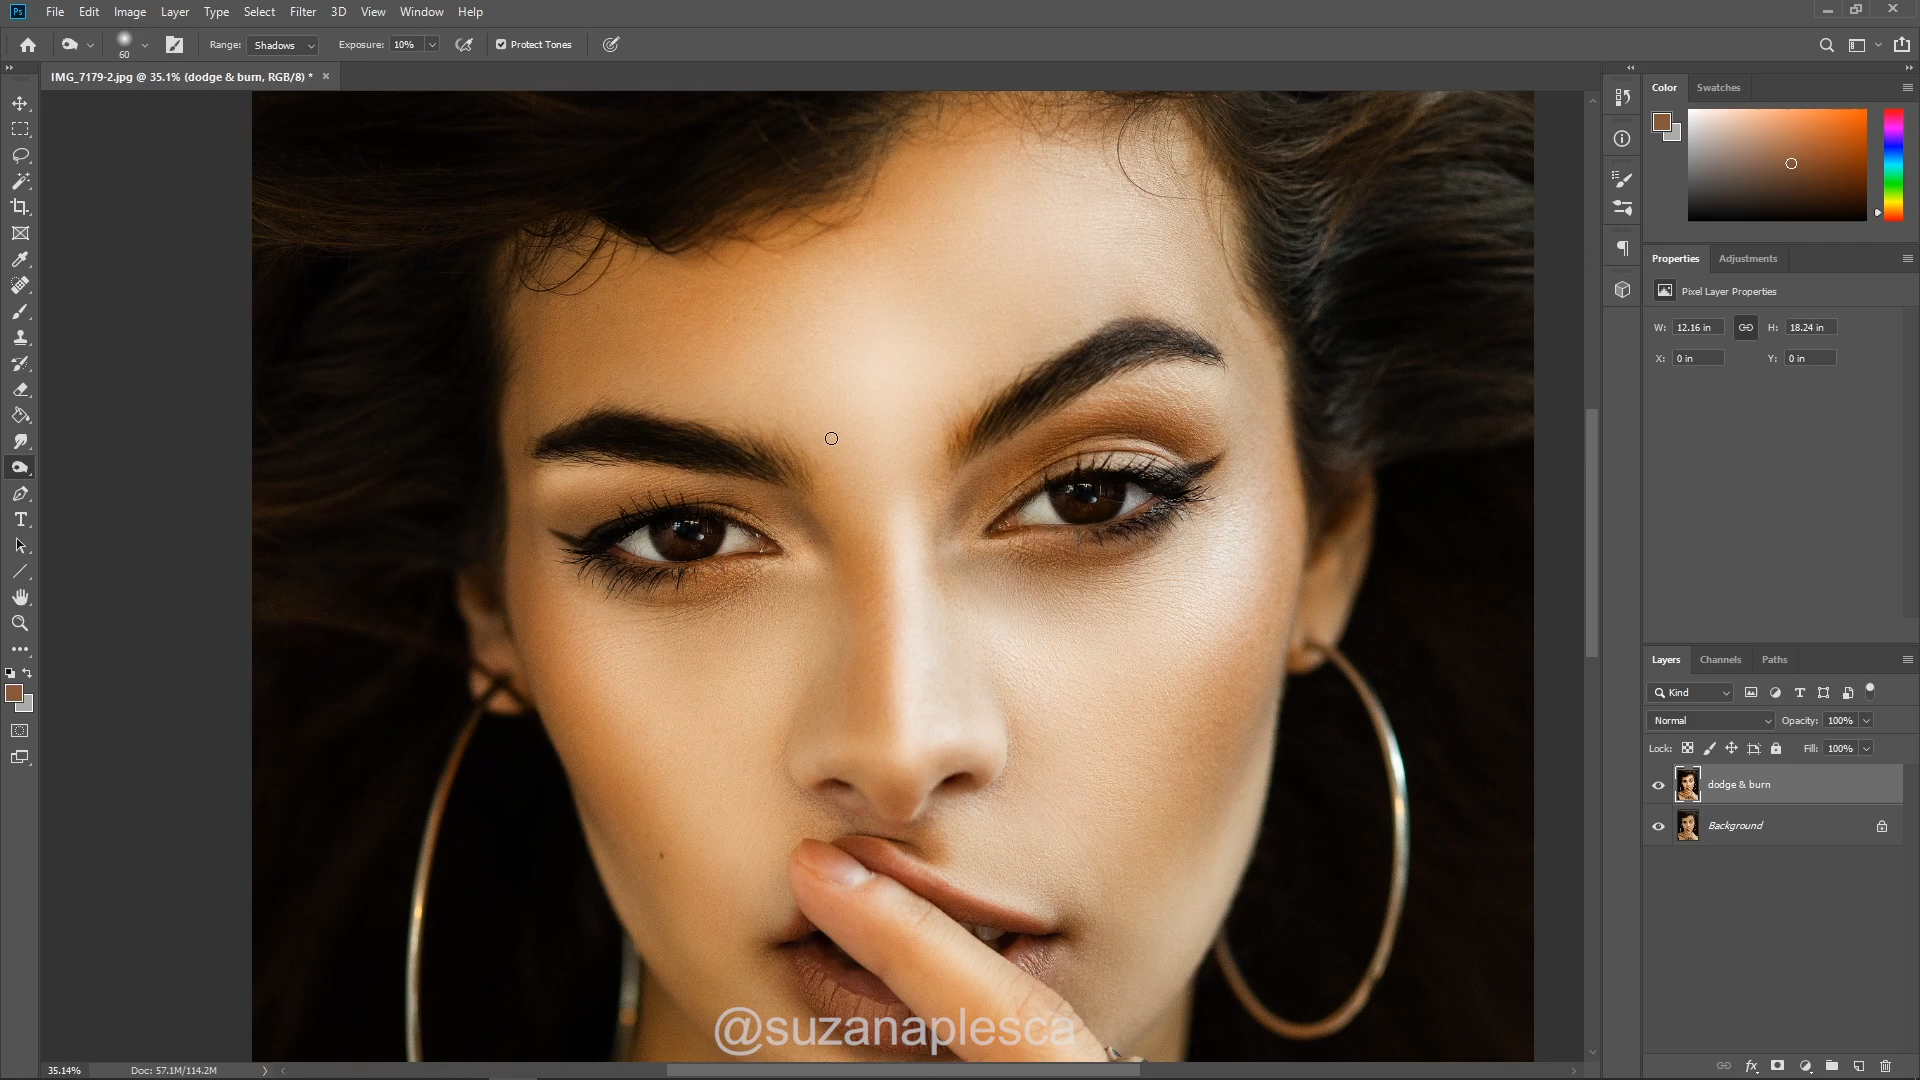 Ps File Edit Image Layer Type Select Filter 3D View Window Help
60 Range: Shadows Exposure: 10% Protect Tones
IMG_7179-2.jpg @ 35.1% (dodge & burn, RGB/8) * ×
Color Swatches
Properties Adjustments
Pixel Layer Properties
W: 12.16 in H: 18.24 in
X: 0 in Y: 0 in
Layers Channels Paths
Kind
Normal Opacity: 100%
Lock: Fill: 100%
dodge & burn
Background
@suzanaplesca
35.14% Doc: 57.1M/114.2M